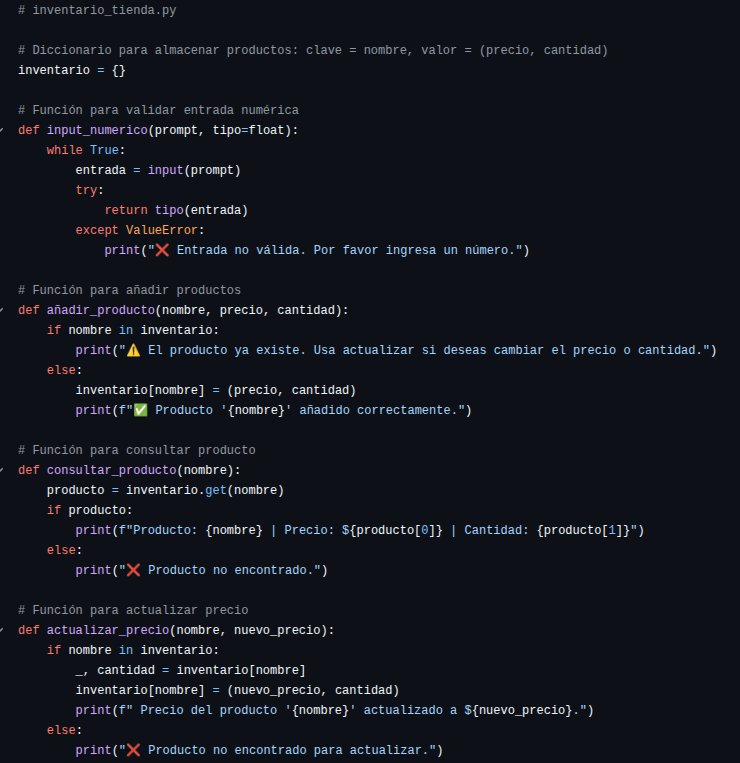 # inventario_tienda.py
# Diccionario para almacenar productos: clave = nombre, valor = (precio, cantidad)
inventario = {}
# Función para validar entrada numérica
def input_numerico(prompt, tipo=float):
    while True:
        entrada = input(prompt)
        try:
            return tipo(entrada)
        except ValueError:
            print("❌ Entrada no válida. Por favor ingresa un número.")
# Función para añadir productos
def añadir_producto(nombre, precio, cantidad):
    if nombre in inventario:
        print("⚠️ El producto ya existe. Usa actualizar si deseas cambiar el precio o cantidad.")
    else:
        inventario[nombre] = (precio, cantidad)
        print(f"✅ Producto '{nombre}' añadido correctamente.")
# Función para consultar producto
def consultar_producto(nombre):
    producto = inventario.get(nombre)
    if producto:
        print(f"Producto: {nombre} | Precio: ${producto[0]} | Cantidad: {producto[1]}")
    else:
        print("❌ Producto no encontrado.")
# Función para actualizar precio
def actualizar_precio(nombre, nuevo_precio):
    if nombre in inventario:
        _, cantidad = inventario[nombre]
        inventario[nombre] = (nuevo_precio, cantidad)
        print(f" Precio del producto '{nombre}' actualizado a ${nuevo_precio}.")
    else:
        print("❌ Producto no encontrado para actualizar.")